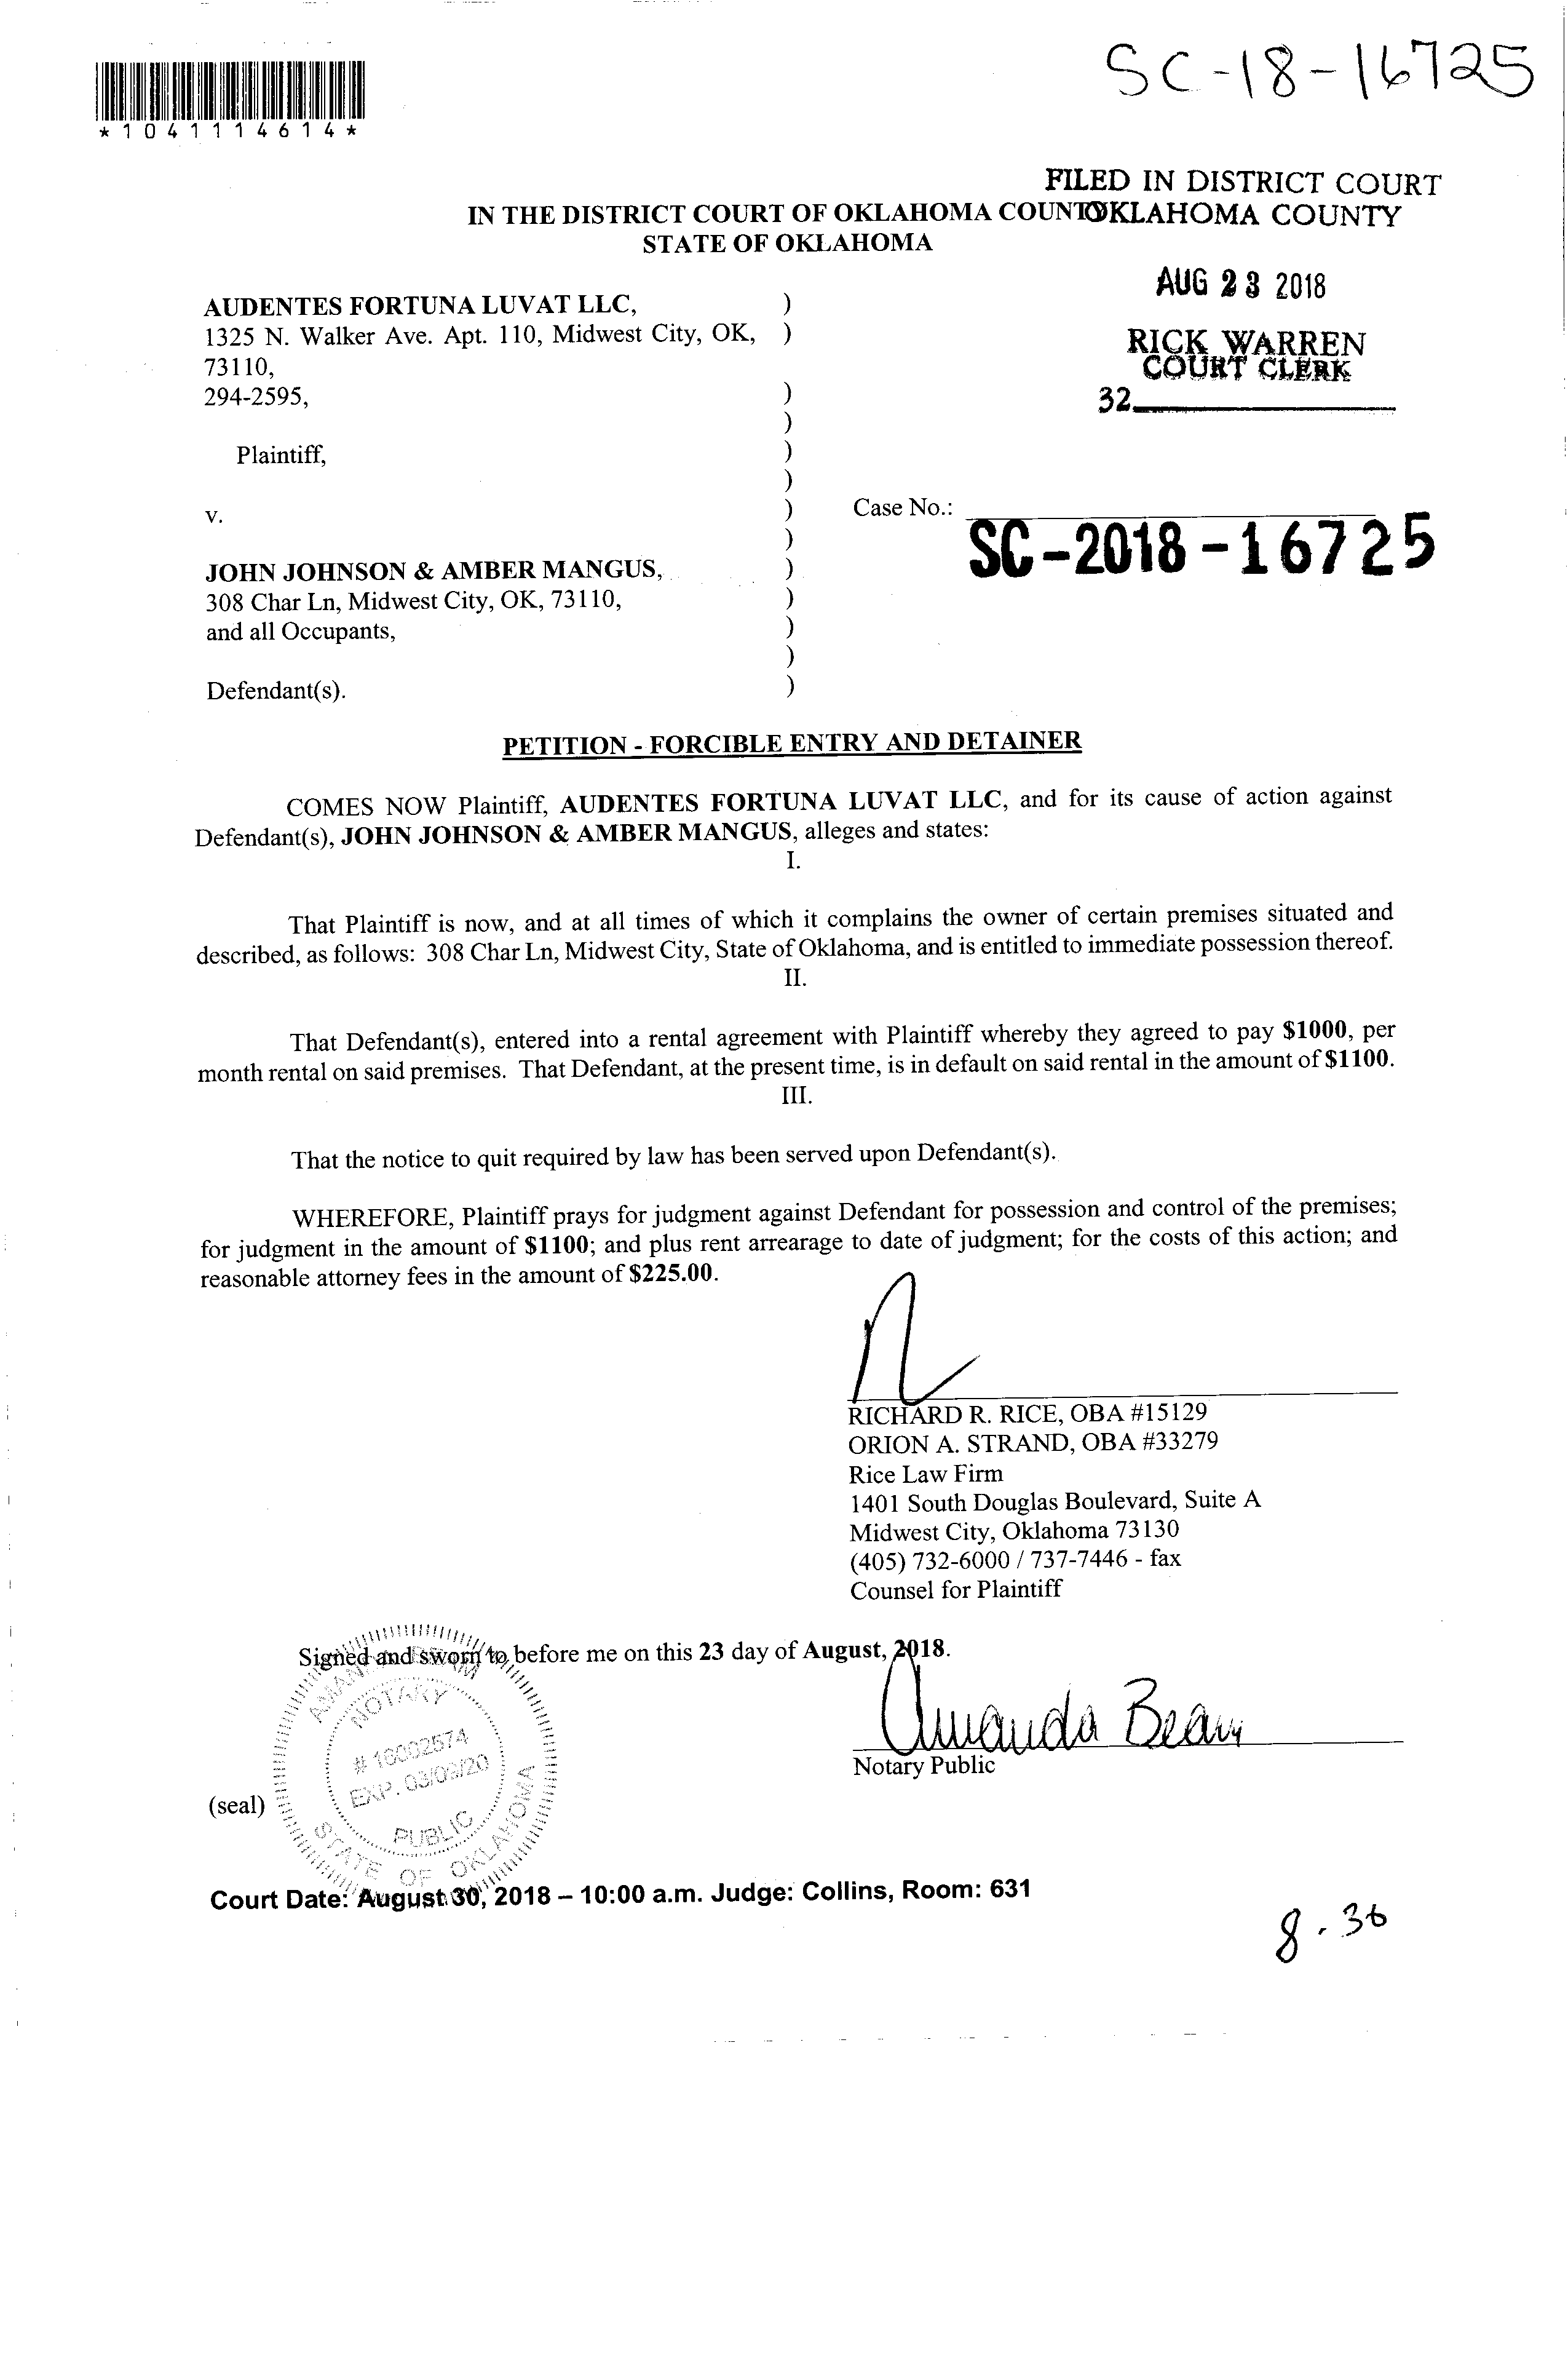 SC-18-16725
*1041114614*
FILED IN DISTRICT COURT
OKLAHOMA COUNTY
IN THE DISTRICT COURT OF OKLAHOMA COUNTY
STATE OF OKLAHOMA
AUG 23 2018
RICK WARREN
COURT CLERK
32
AUDENTES FORTUNA LUVAT LLC, )
1325 N. Walker Ave. Apt. 110, Midwest City, OK, )
73110,
294-2595, )
)
Plaintiff, )
)
v. )
Case No.:
SC-2018-16725
)
JOHN JOHNSON & AMBER MANGUS, )
308 Char Ln, Midwest City, OK, 73110, )
and all Occupants, )
)
Defendant(s). )
PETITION - FORCIBLE ENTRY AND DETAINER
COMES NOW Plaintiff, AUDENTES FORTUNA LUVAT LLC, and for its cause of action against
Defendant(s), JOHN JOHNSON & AMBER MANGUS, alleges and states:
I.
That Plaintiff is now, and at all times of which it complains the owner of certain premises situated and
described, as follows: 308 Char Ln, Midwest City, State of Oklahoma, and is entitled to immediate possession thereof.
II.
That Defendant(s), entered into a rental agreement with Plaintiff whereby they agreed to pay $1000, per
month rental on said premises. That Defendant, at the present time, is in default on said rental in the amount of $1100.
III.
That the notice to quit required by law has been served upon Defendant(s).
WHEREFORE, Plaintiff prays for judgment against Defendant for possession and control of the premises;
for judgment in the amount of $1100; and plus rent arrearage to date of judgment; for the costs of this action; and
reasonable attorney fees in the amount of $225.00.
RICHARD R. RICE, OBA #15129
ORION A. STRAND, OBA #33279
Rice Law Firm
1401 South Douglas Boulevard, Suite A
Midwest City, Oklahoma 73130
(405) 732-6000 / 737-7446 - fax
Counsel for Plaintiff
Signed and sworn to before me on this 23 day of August, 2018.
Amanda Beam
Notary Public
NOTARY
# 16002574
EXP. 03/09/20
PUBLIC
STATE OF OKLAHOMA
(seal)
Court Date: August 30, 2018 – 10:00 a.m. Judge: Collins, Room: 631
8.30